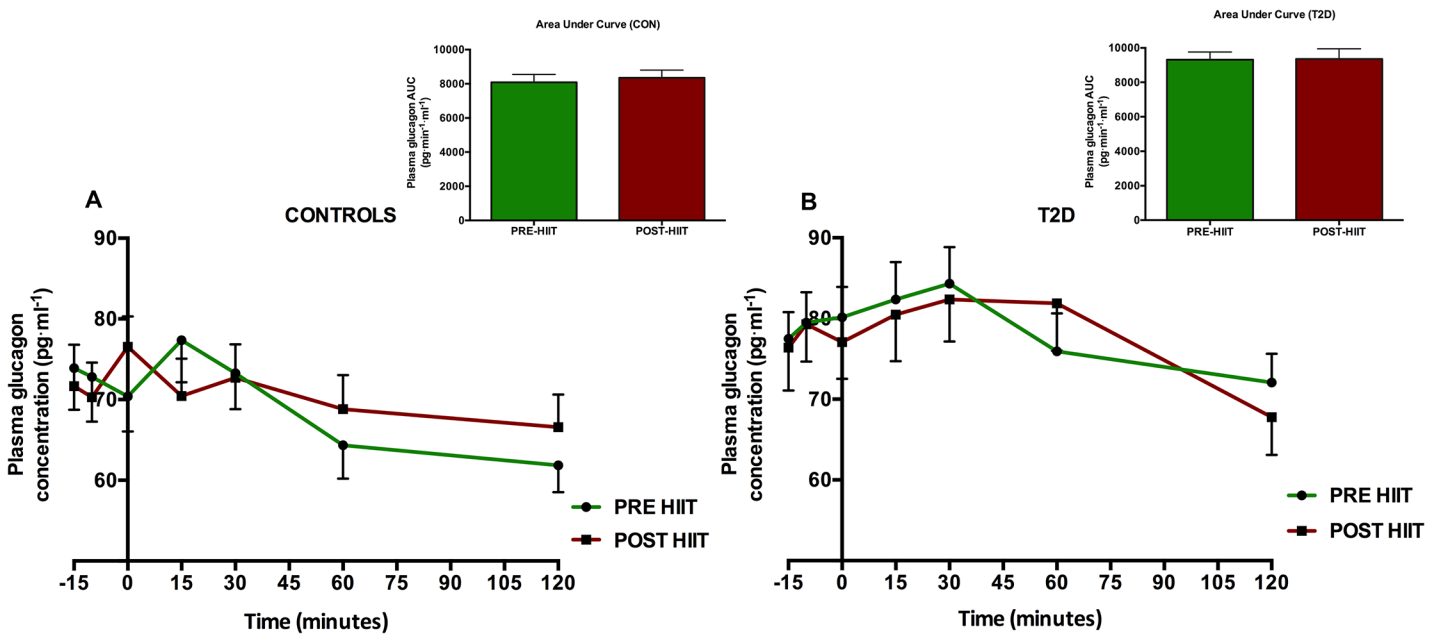 Area Under Curve (CON)
10000
8000
6000
4000
2000
0
Plasma glucagon AUC
(pg·min⁻¹·ml⁻¹)
PRE-HIIT
POST-HIIT
A
CONTROLS
90
80
70
60
Plasma glucagon
concentration (pg·ml⁻¹)
-15 0 15 30 45 60 75 90 105 120
Time (minutes)
PRE HIIT
POST HIIT
Area Under Curve (T2D)
10000
8000
6000
4000
2000
0
Plasma glucagon AUC
(pg·min⁻¹·ml⁻¹)
PRE-HIIT
POST-HIIT
B
T2D
90
80
70
60
Plasma glucagon
concentration (pg·ml⁻¹)
-15 0 15 30 45 60 75 90 105 120
Time (minutes)
PRE HIIT
POST HIIT